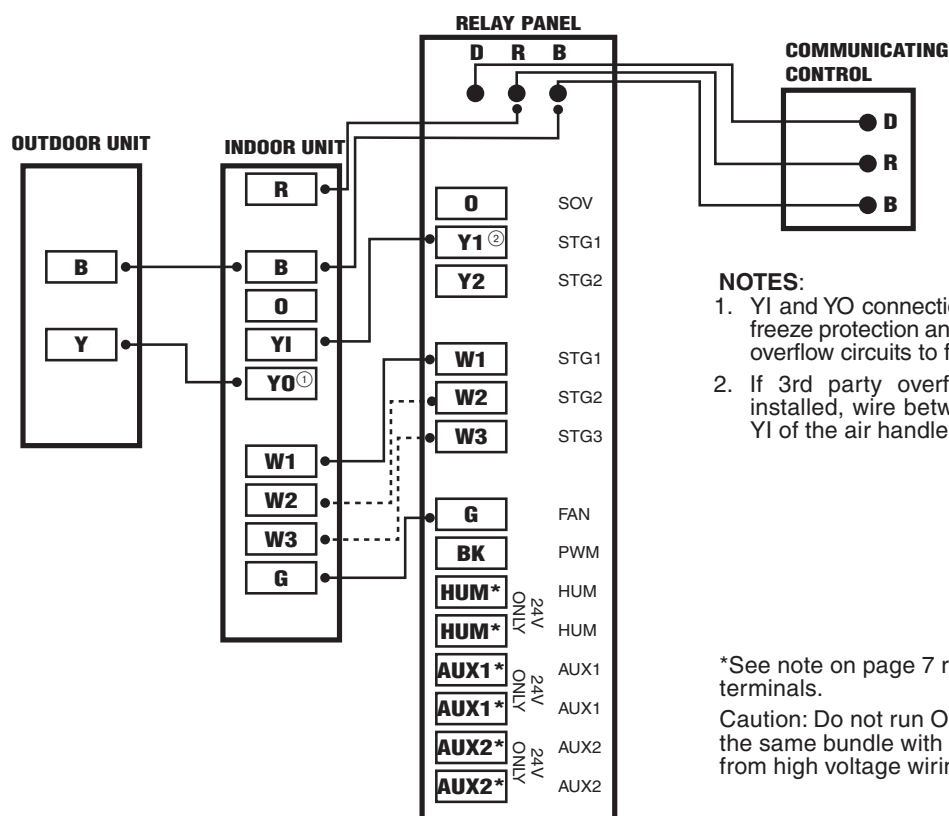 RELAY PANEL
D R B
COMMUNICATING
CONTROL
D
R
B
OUTDOOR UNIT
B
Y
INDOOR UNIT
R
B
O
YI
YO①
W1
W2
W3
G
O SOV
Y1② STG1
Y2 STG2
W1 STG1
W2 STG2
W3 STG3
G FAN
BK PWM
HUM* HUM
HUM* HUM
24V
ONLY
AUX1* AUX1
AUX1* AUX1
24V
ONLY
AUX2* AUX2
AUX2* AUX2
24V
ONLY
NOTES:
1. YI and YO connecti
freeze protection an
overflow circuits to f
2. If 3rd party overf
installed, wire betw
YI of the air handle
*See note on page 7 r
terminals.
Caution: Do not run O
the same bundle with
from high voltage wirin